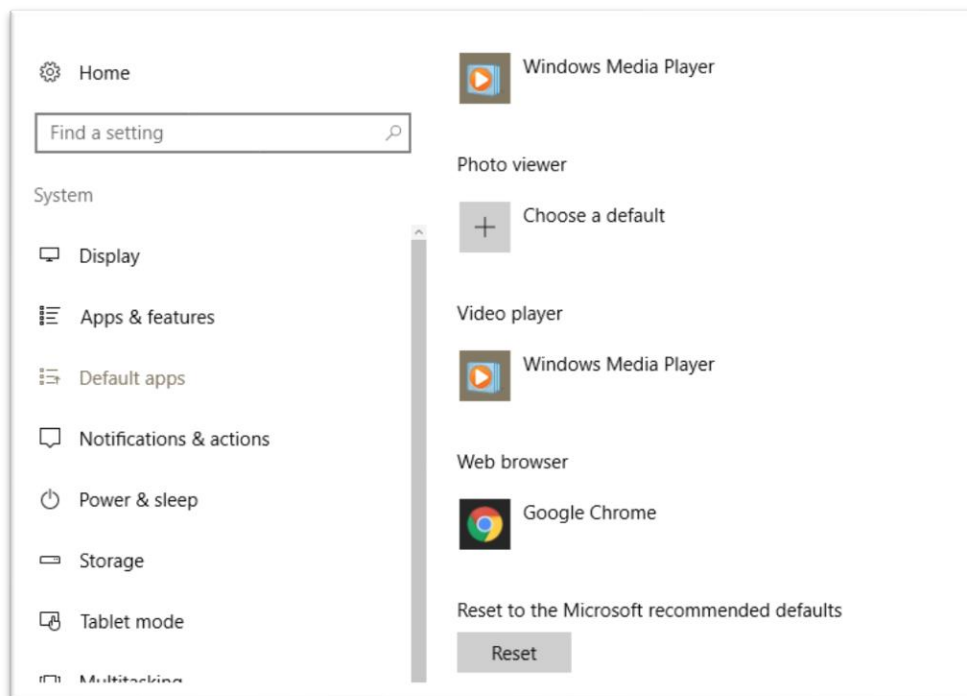 Home
Find a setting
System
Display
Apps & features
Default apps
Notifications & actions
Power & sleep
Storage
Tablet mode
Multitasking
Windows Media Player
Photo viewer
Choose a default
Video player
Windows Media Player
Web browser
Google Chrome
Reset to the Microsoft recommended defaults
Reset